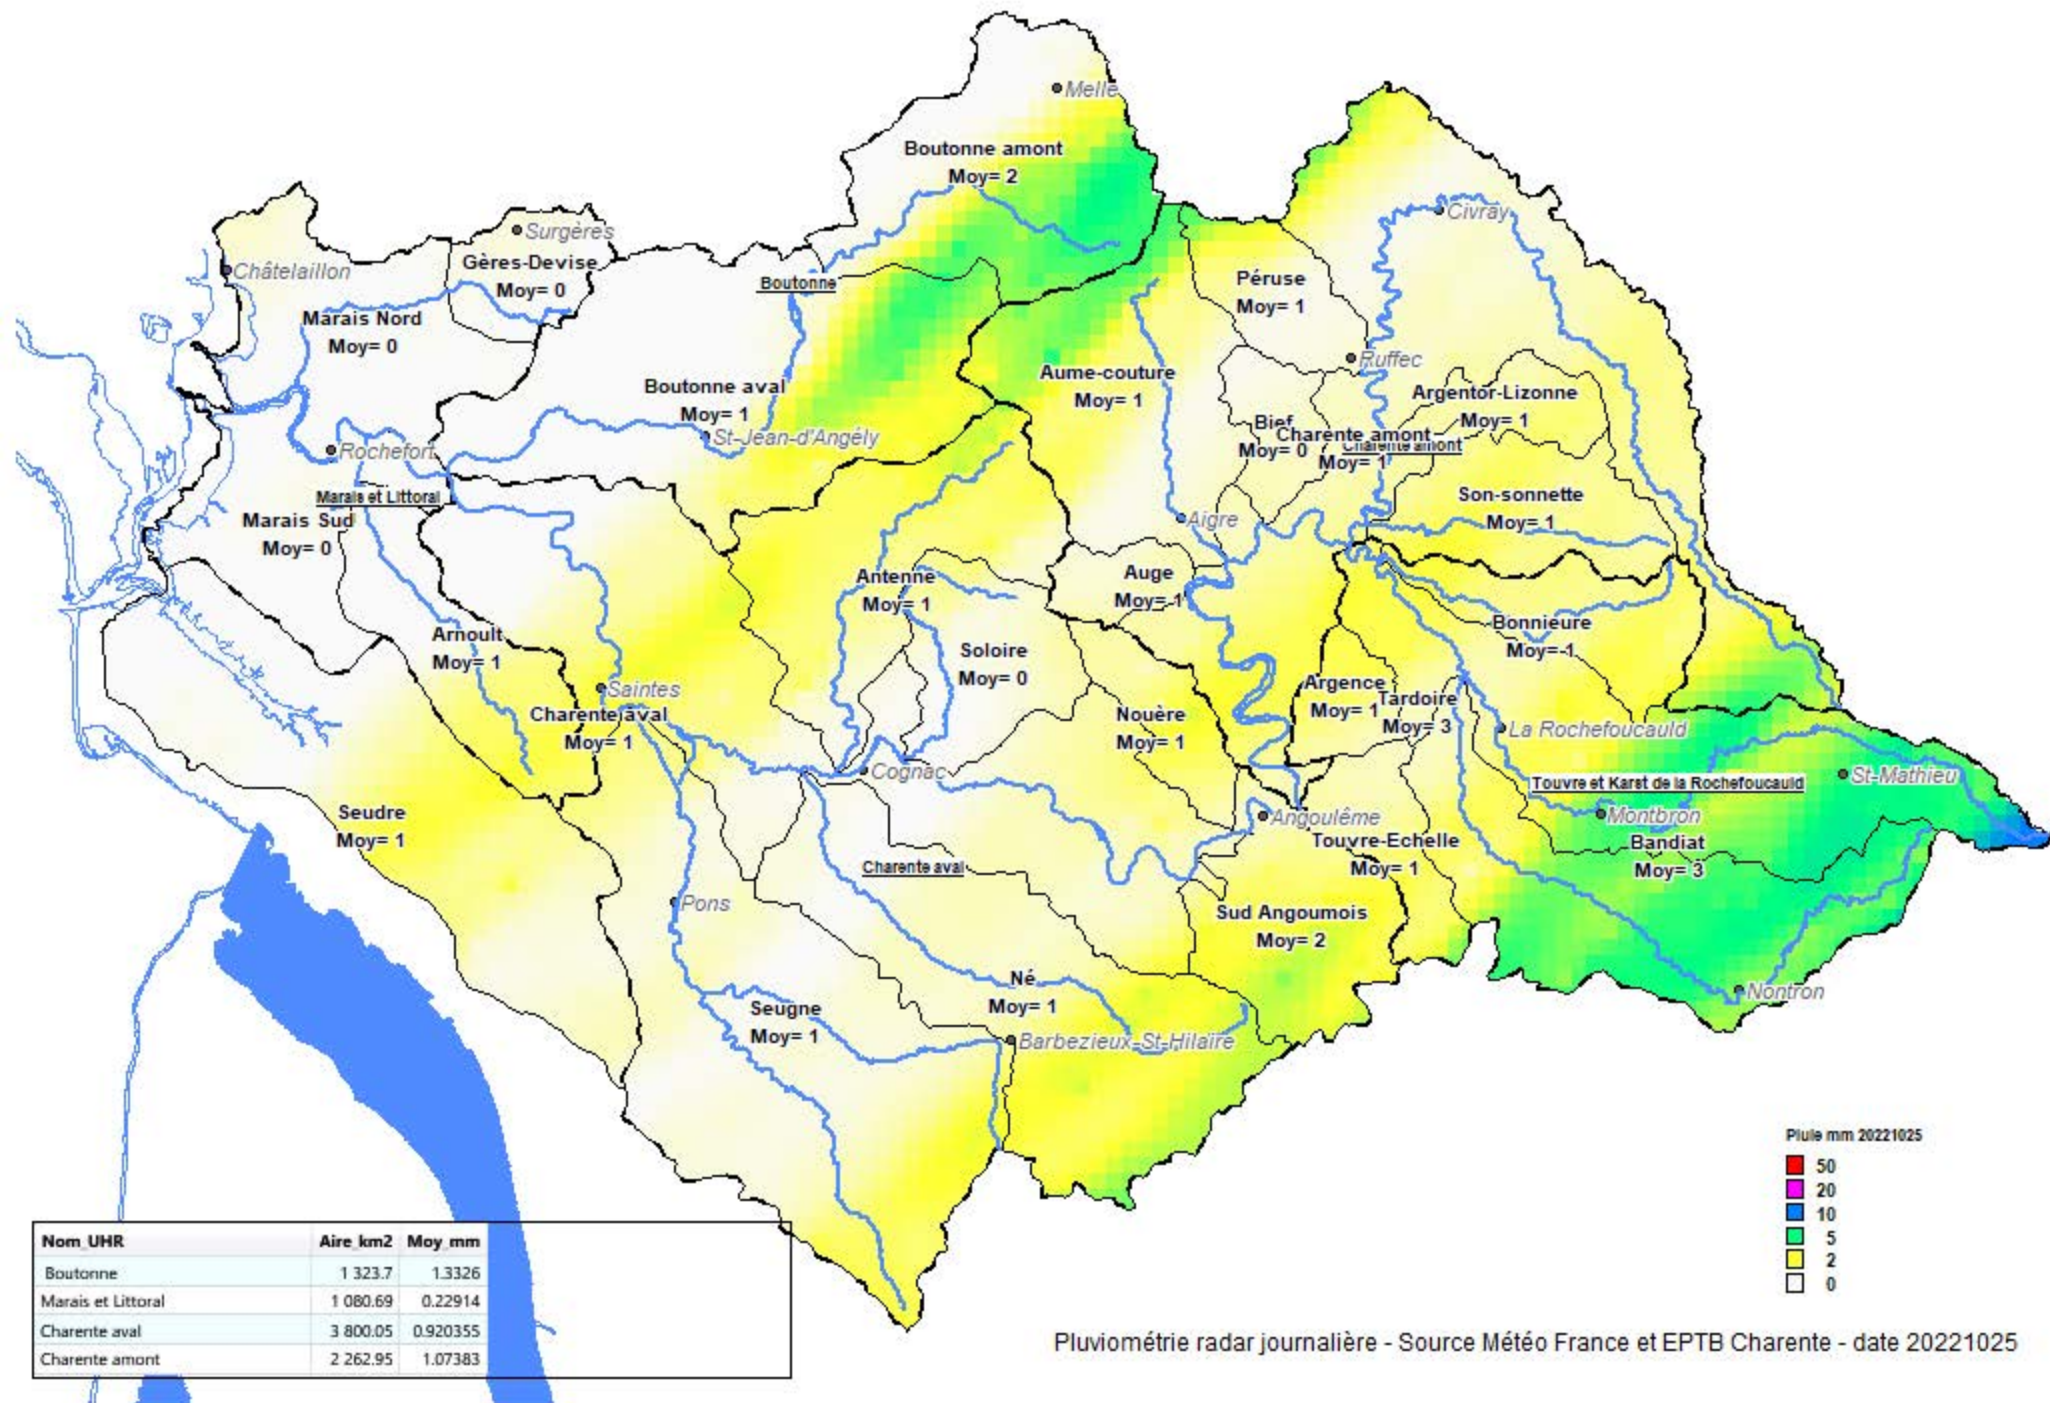 Melle
Boutonne amont
Moy= 2
Civray
Surgères
Châtelaillon
Gères-Devise
Moy= 0
Boutonne
Péruse
Moy= 1
Marais Nord
Moy= 0
Ruffec
Boutonne aval
Moy= 1
Aume-couture
Moy= 1
Argentor-Lizonne
Moy= 1
St-Jean-d'Angély
Bief
Moy= 0
Charente amont
Moy= 1
Charente amont
Rochefort
Marais et Littoral
Marais Sud
Moy= 0
Son-sonnette
Moy= 1
Aigre
Antenne
Moy= 1
Auge
Moy= 1
Arnoult
Moy= 1
Soloire
Moy= 0
Bonnieure
Moy= 1
Saintes
Charente aval
Moy= 1
Nouère
Moy= 1
Argence
Moy= 1
Tardoire
Moy= 3
La Rochefoucauld
Cognac
Touvre et Karst de la Rochefoucauld
St-Mathieu
Seudre
Moy= 1
Angoulême
Montbron
Touvre-Echelle
Moy= 1
Bandiat
Moy= 3
Charente aval
Pons
Sud Angoumois
Moy= 2
Né
Moy= 1
Nontron
Seugne
Moy= 1
Barbezieux-St-Hilaire
Pluie mm 20221025
50
20
10
5
2
0
Nom_UHR Aire_km2 Moy_mm
Boutonne 1 323.7 1.3326
Marais et Littoral 1 080.69 0.22914
Charente aval 3 800.05 0.920355
Charente amont 2 262.95 1.07383
Pluviométrie radar journalière - Source Météo France et EPTB Charente - date 20221025